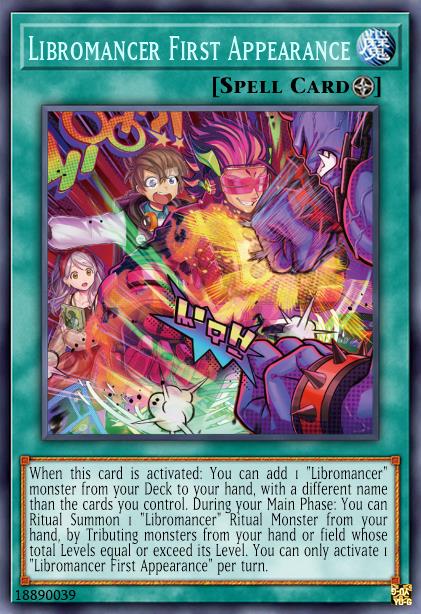 Libromancer First Appearance
魔
[Spell Card]
When this card is activated: You can add 1 "Libromancer"
monster from your Deck to your hand, with a different name
than the cards you control. During your Main Phase: You can
Ritual Summon 1 "Libromancer" Ritual Monster from your
hand, by Tributing monsters from your hand or field whose
total Levels equal or exceed its Level. You can only activate 1
"Libromancer First Appearance" per turn.
18890039